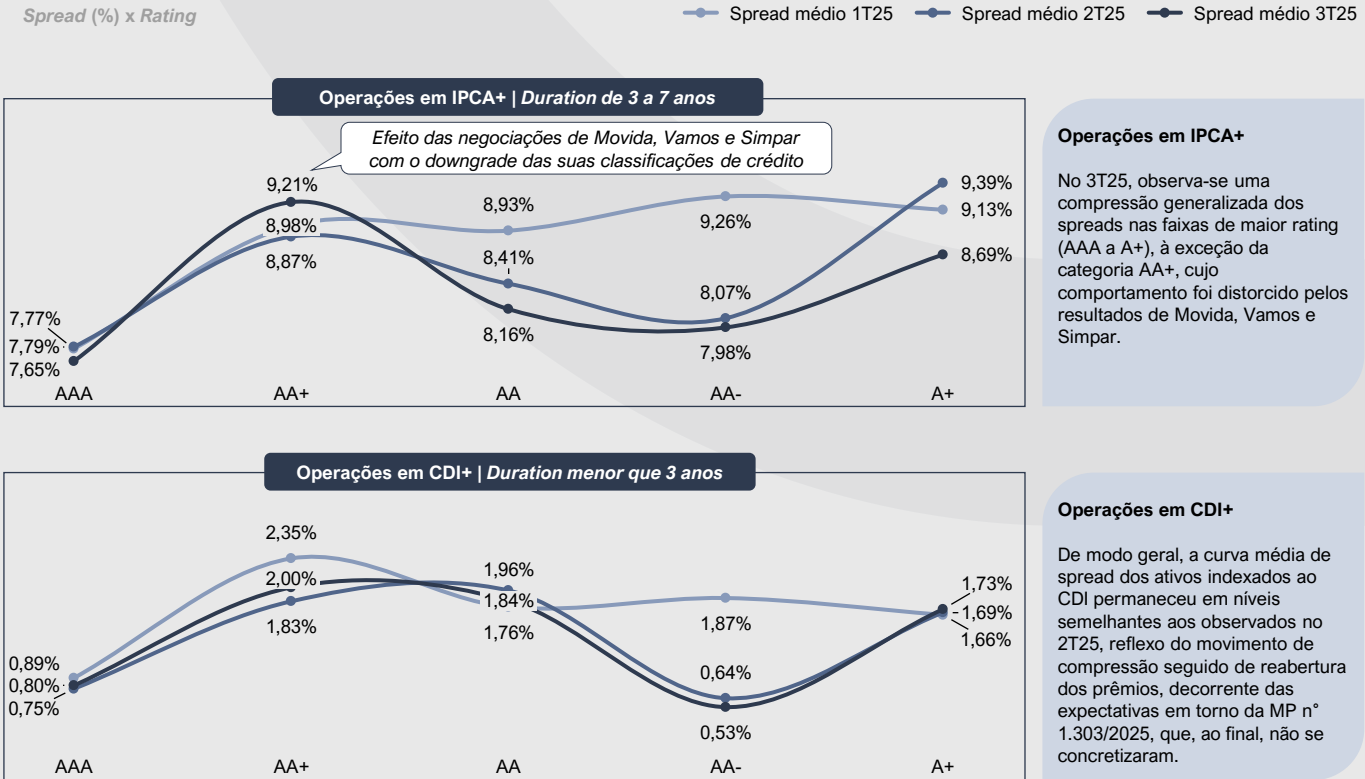 Spread (%) x Rating
Spread médio 1T25 Spread médio 2T25 Spread médio 3T25
Operações em IPCA+ | Duration de 3 a 7 anos
Efeito das negociações de Movida, Vamos e Simpar
com o downgrade das suas classificações de crédito
9,21%
8,98%
8,87%
8,93%
8,41%
8,16%
9,26%
8,07%
7,98%
9,39%
9,13%
8,69%
7,77%
7,79%
7,65%
AAA AA+ AA AA- A+
Operações em IPCA+
No 3T25, observa-se uma
compressão generalizada dos
spreads nas faixas de maior rating
(AAA a A+), à exceção da
categoria AA+, cujo
comportamento foi distorcido pelos
resultados de Movida, Vamos e
Simpar.
Operações em CDI+ | Duration menor que 3 anos
2,35%
2,00%
1,83%
1,96%
1,84%
1,76%
1,87%
0,64%
0,53%
1,73%
1,69%
1,66%
0,89%
0,80%
0,75%
AAA AA+ AA AA- A+
Operações em CDI+
De modo geral, a curva média de
spread dos ativos indexados ao
CDI permaneceu em níveis
semelhantes aos observados no
2T25, reflexo do movimento de
compressão seguido de reabertura
dos prêmios, decorrente das
expectativas em torno da MP n°
1.303/2025, que, ao final, não se
concretizaram.